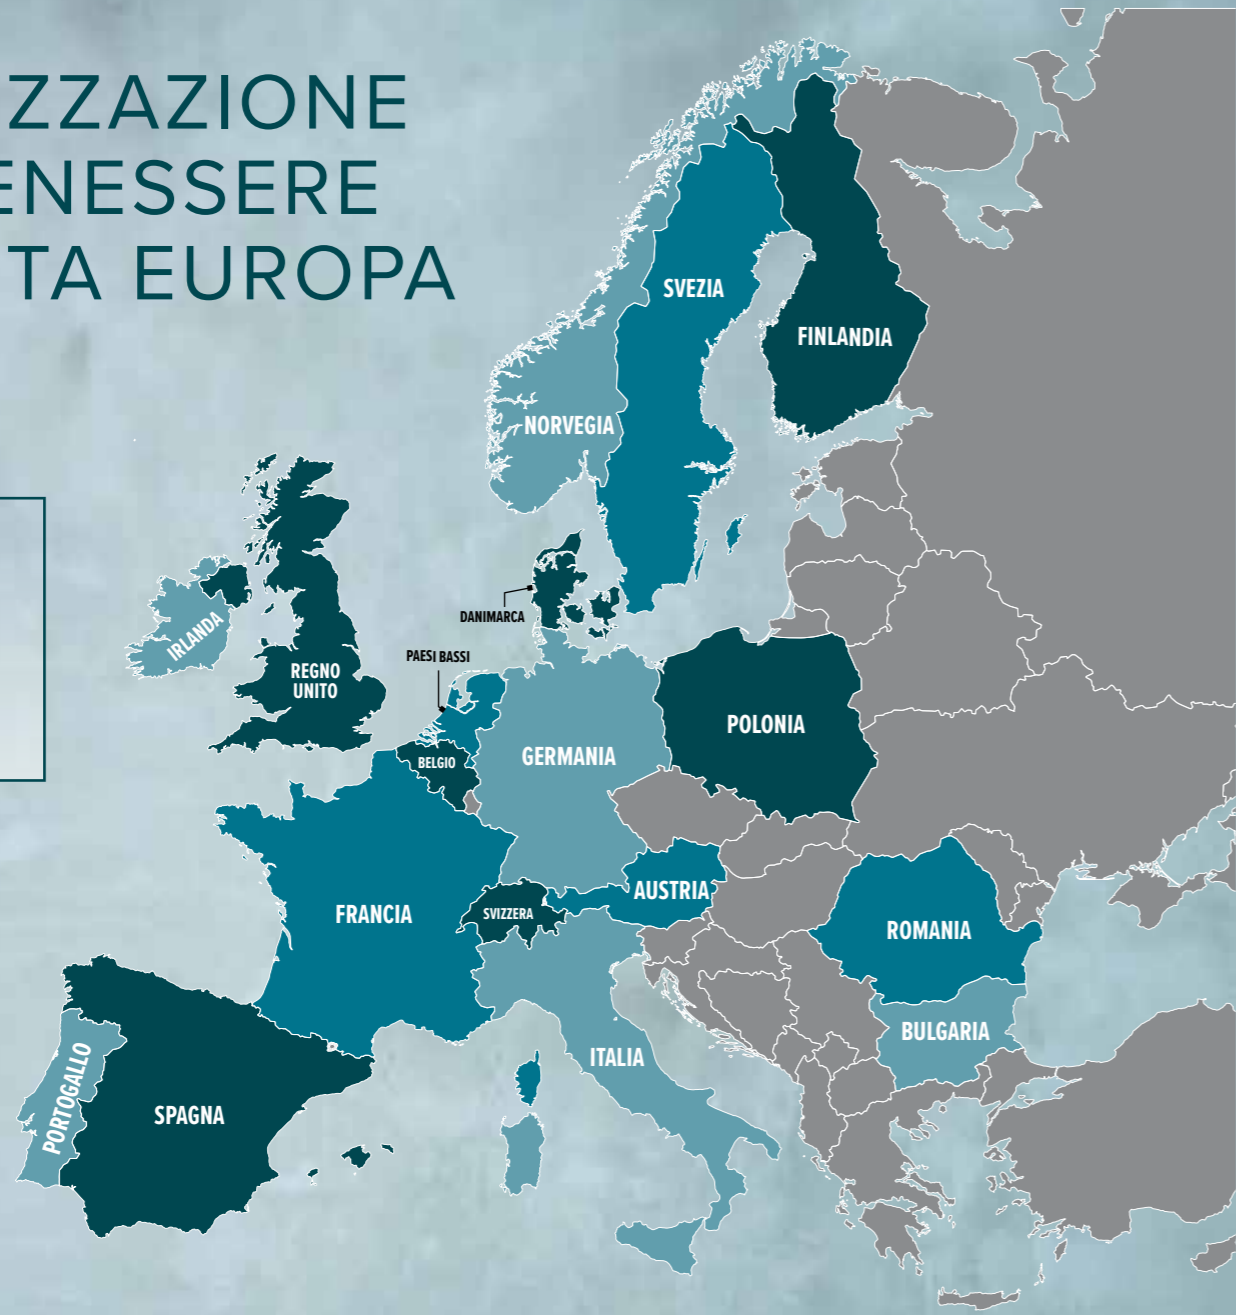 ZZAZIONE
ENESSERE
TA EUROPA
SVEZIA
FINLANDIA
NORVEGIA
DANIMARCA
IRLANDA
PAESI BASSI
REGNO
UNITO
POLONIA
GERMANIA
BELGIO
AUSTRIA
FRANCIA
SVIZZERA
ROMANIA
BULGARIA
ITALIA
PORTOGALLO
SPAGNA